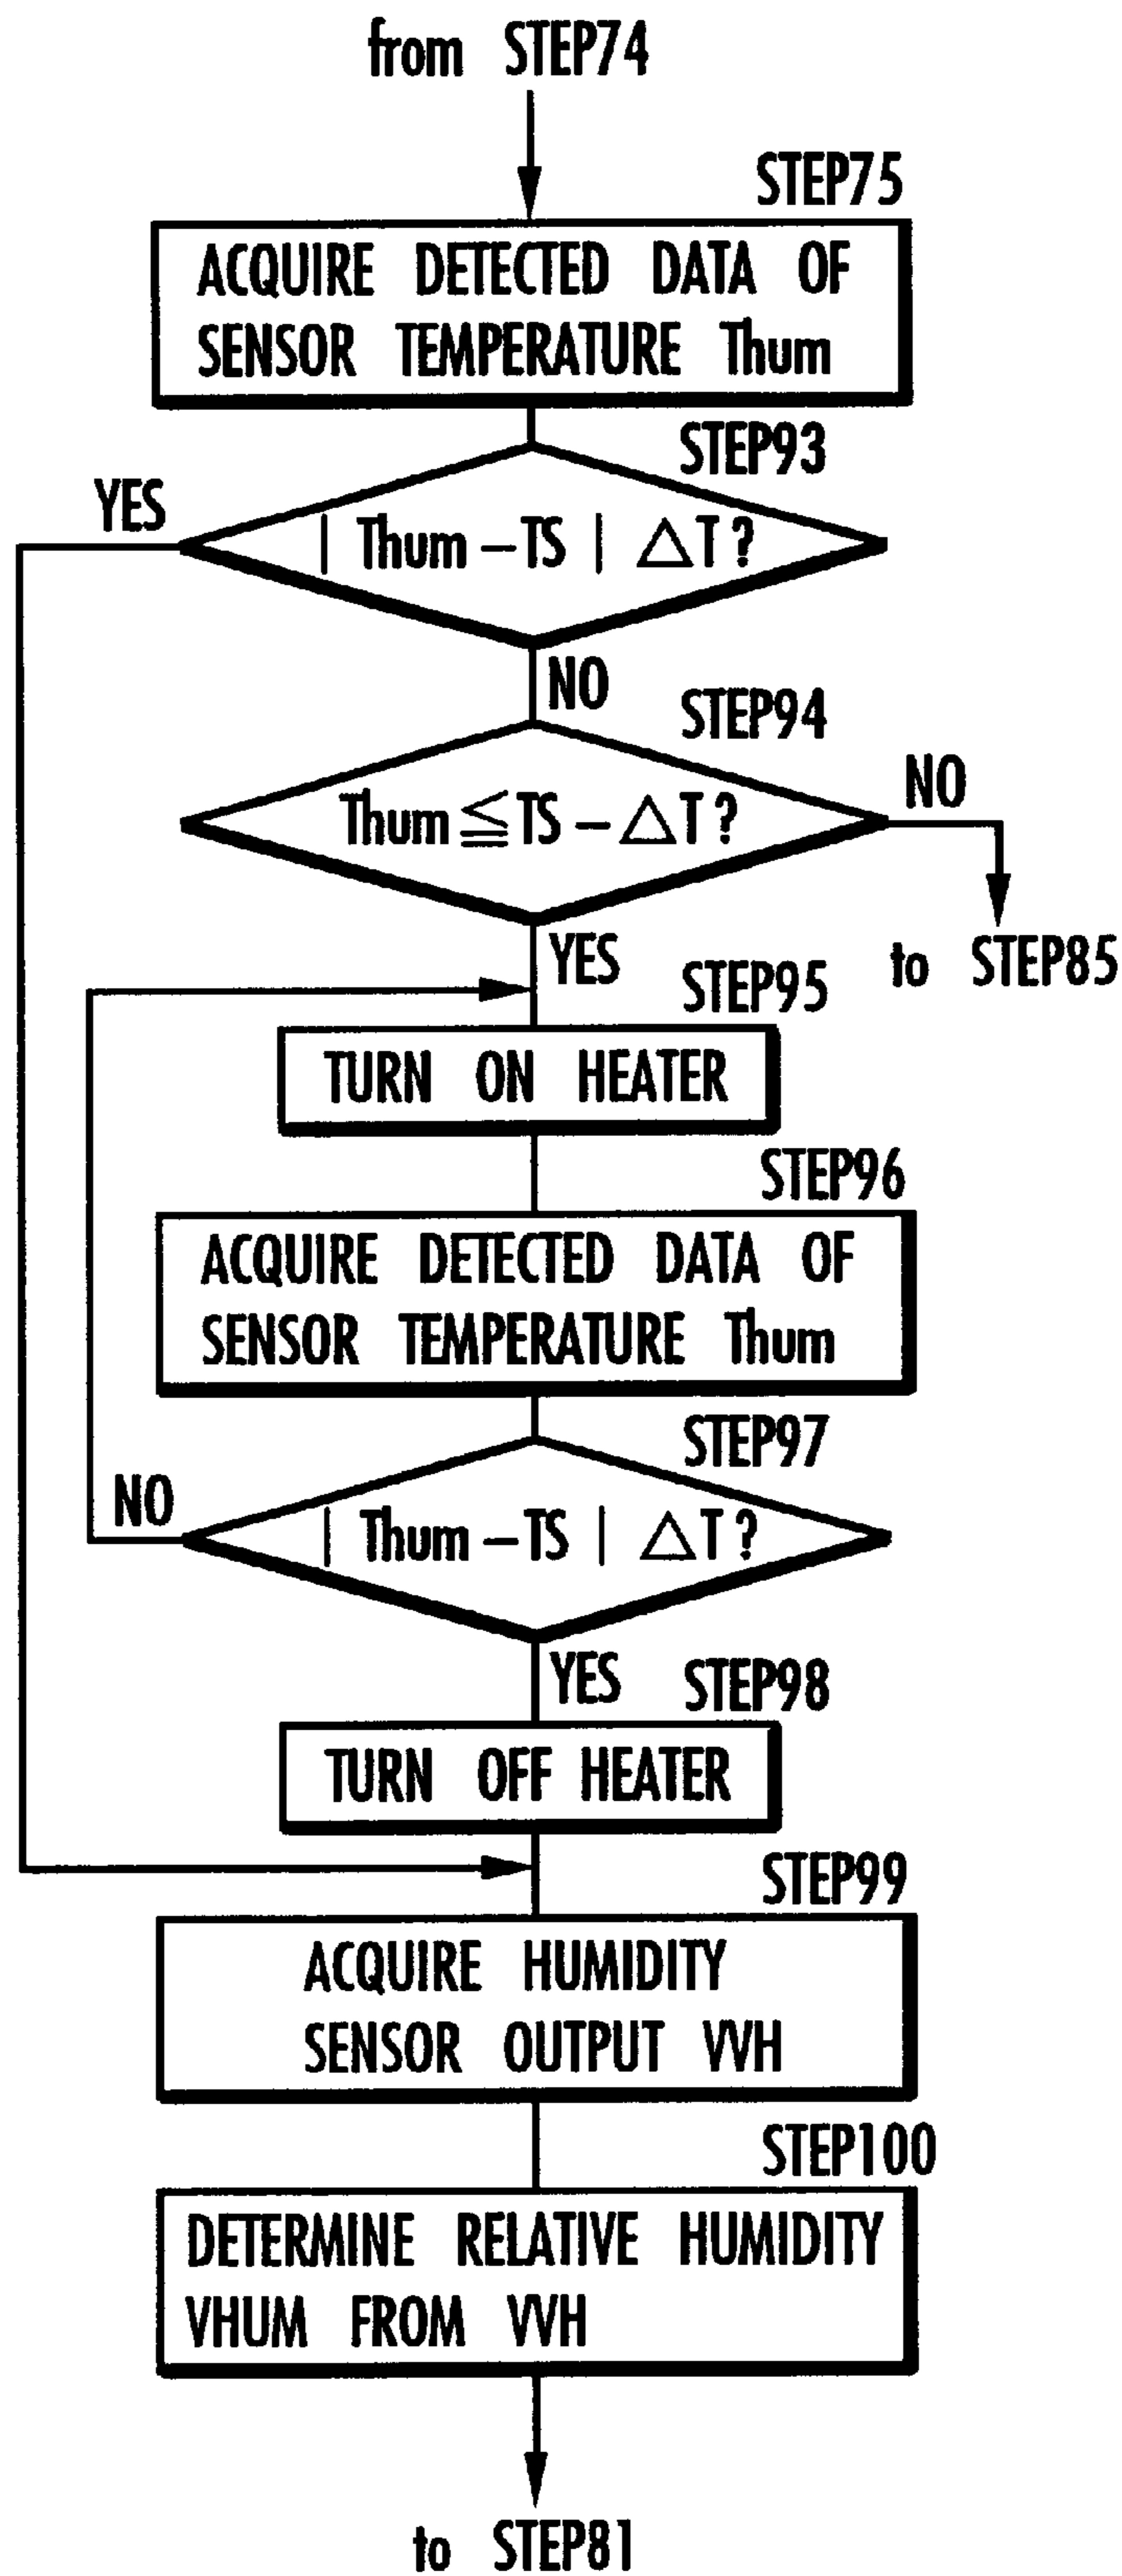 from STEP74
STEP75
ACQUIRE DETECTED DATA OF
SENSOR TEMPERATURE Thum
STEP93
YES
| Thum – TS | △T?
NO
STEP94
Thum ≦ TS – △T?
NO
to STEP85
YES
STEP95
TURN ON HEATER
STEP96
ACQUIRE DETECTED DATA OF
SENSOR TEMPERATURE Thum
STEP97
NO
| Thum – TS | △T?
YES
STEP98
TURN OFF HEATER
STEP99
ACQUIRE HUMIDITY
SENSOR OUTPUT VVH
STEP100
DETERMINE RELATIVE HUMIDITY
VHUM FROM VVH
to STEP81